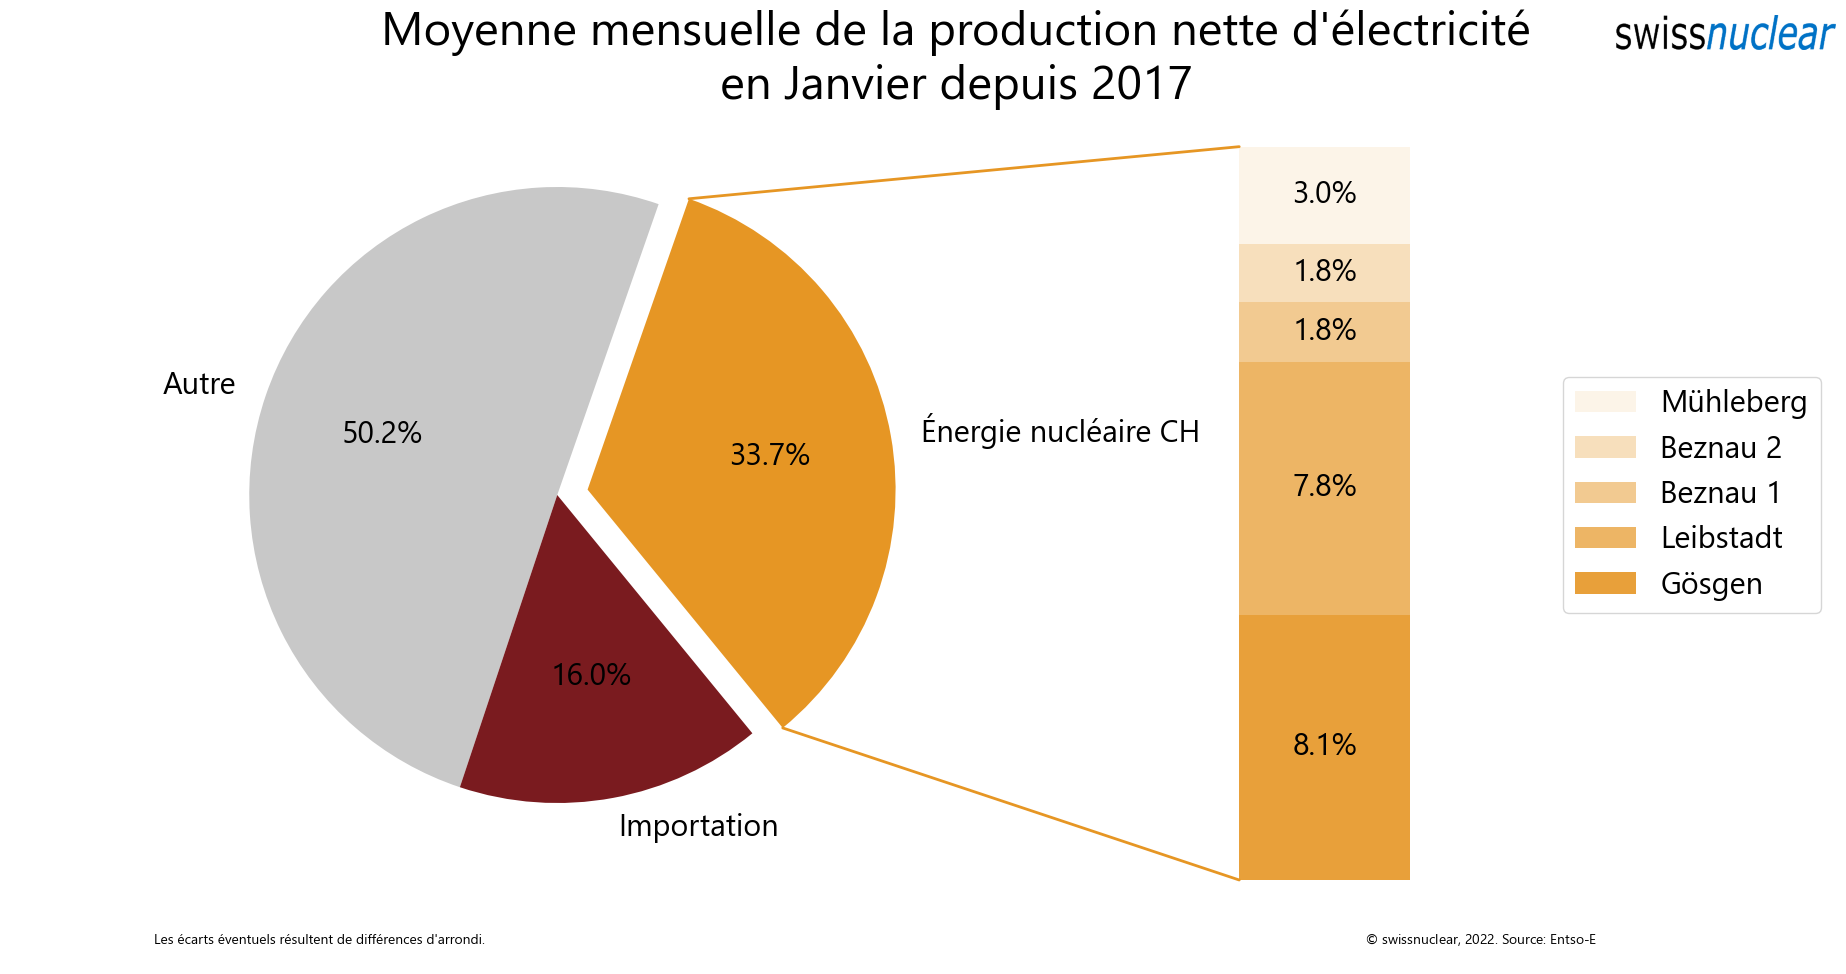 Moyenne mensuelle de la production nette d'électricité
en Janvier depuis 2017
swissnuclear
Autre
50.2%
33.7%
Énergie nucléaire CH
16.0%
Importation
3.0%
1.8%
1.8%
7.8%
8.1%
Mühleberg
Beznau 2
Beznau 1
Leibstadt
Gösgen
Les écarts éventuels résultent de différences d'arrondi.
© swissnuclear, 2022. Source: Entso-E